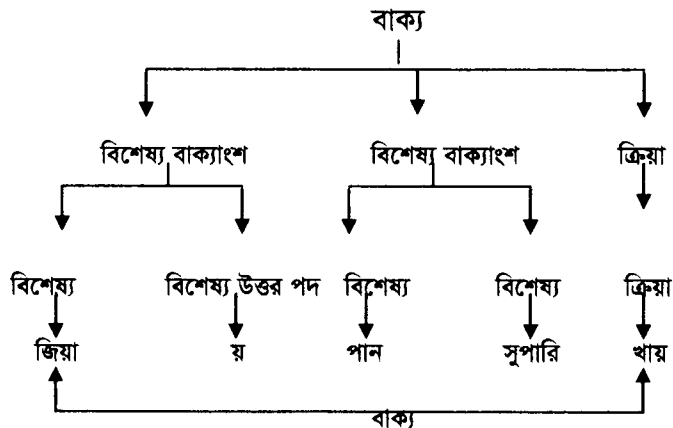 বাক্য
বিশেষ্য বাক্যাংশ বিশেষ্য বাক্যাংশ ক্রিয়া
বিশেষ্য বিশেষ্য উত্তর পদ বিশেষ্য বিশেষ্য ক্রিয়া
জিয়া য় পান সুপারি খায়
বাক্য